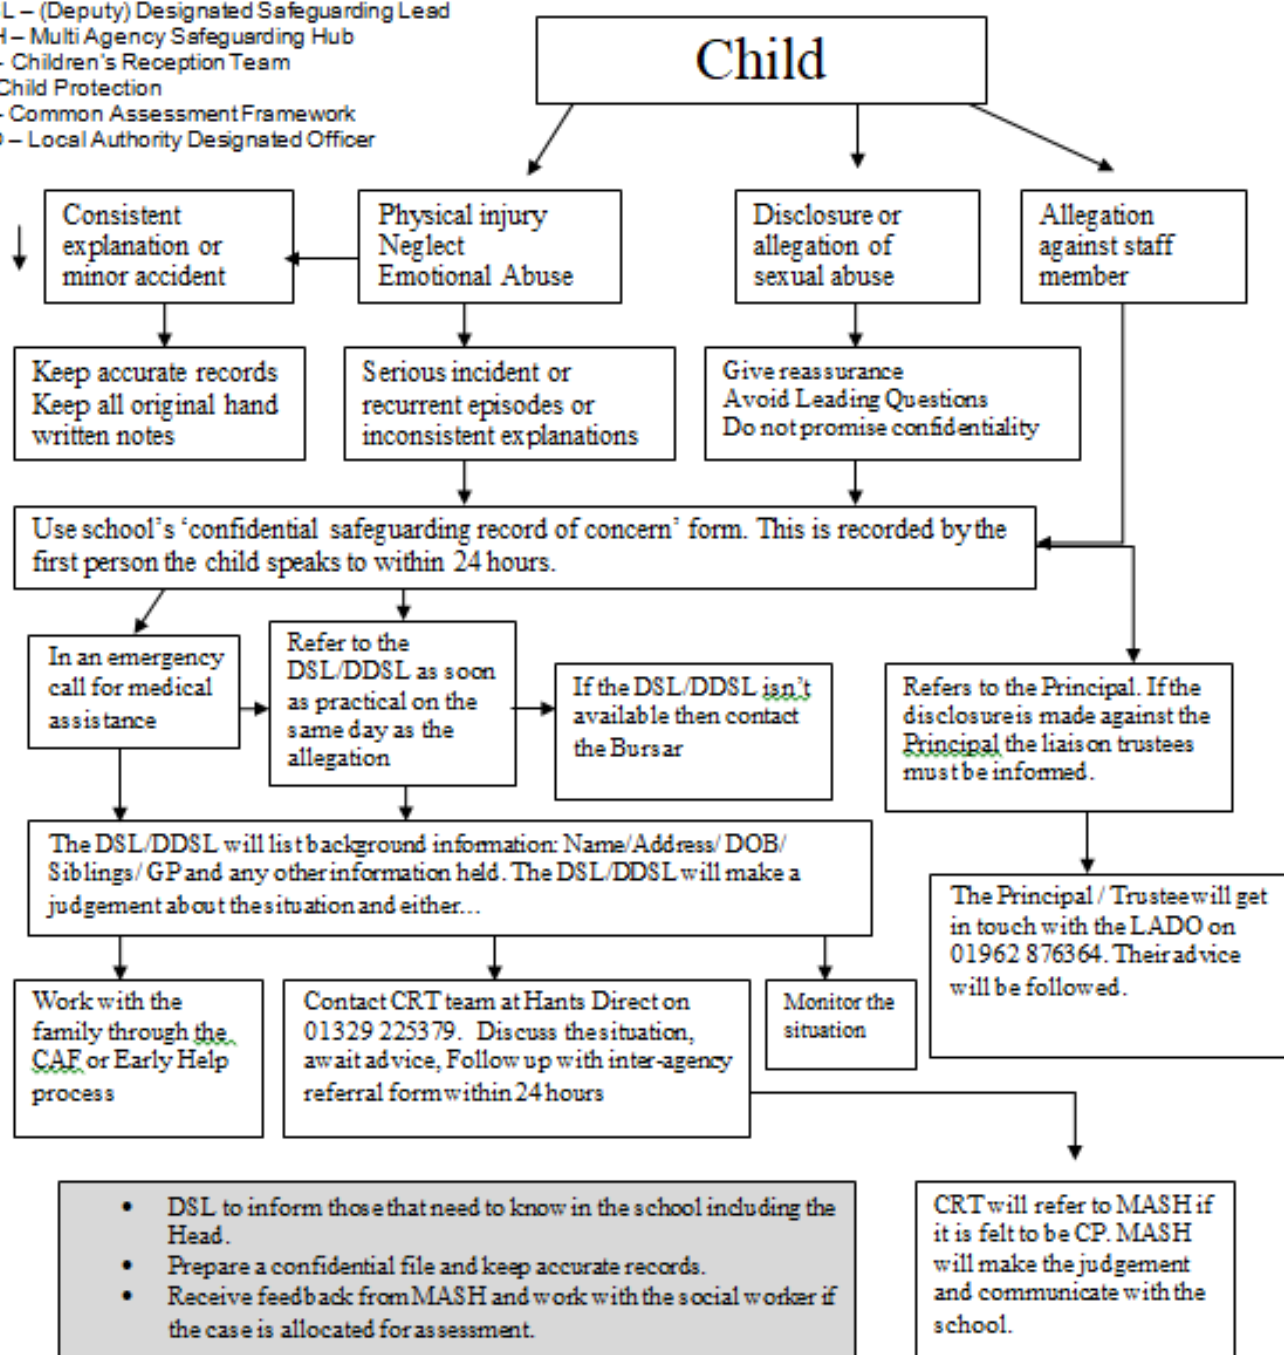 SL – (Deputy) Designated Safeguarding Lead
H – Multi Agency Safeguarding Hub
- Children's Reception Team
Child Protection
- Common Assessment Framework
O – Local Authority Designated Officer
Child
Consistent
explanation or
minor accident
Physical injury
Neglect
Emotional Abuse
Disclosure or
allegation of
sexual abuse
Allegation
against staff
member
Keep accurate records
Keep all original hand
written notes
Serious incident or
recurrent episodes or
inconsistent explanations
Give reassurance
Avoid Leading Questions
Do not promise confidentiality
Use school's 'confidential safeguarding record of concern' form. This is recorded by the
first person the child speaks to within 24 hours.
In an emergency
call for medical
assistance
Refer to the
DSL/DDSL as soon
as practical on the
same day as the
allegation
If the DSL/DDSL isn't
available then contact
the Bursar
Refers to the Principal. If the
disclosure is made against the
Principal the liaison trustees
must be informed.
The DSL/DDSL will list background information: Name/Address/ DOB/
Siblings/ GP and any other information held. The DSL/DDSL will make a
judgement about the situation and either...
The Principal / Trustee will get
in touch with the LADO on
01962 876364. Their advice
will be followed.
Work with the
family through the
CAF or Early Help
process
Contact CRT team at Hants Direct on
01329 225379. Discuss the situation,
await advice, Follow up with inter-agency
referral form within 24 hours
Monitor the
situation
• DSL to inform those that need to know in the school including the
Head.
• Prepare a confidential file and keep accurate records.
• Receive feedback from MASH and work with the social worker if
the case is allocated for assessment.
CRT will refer to MASH if
it is felt to be CP. MASH
will make the judgement
and communicate with the
school.